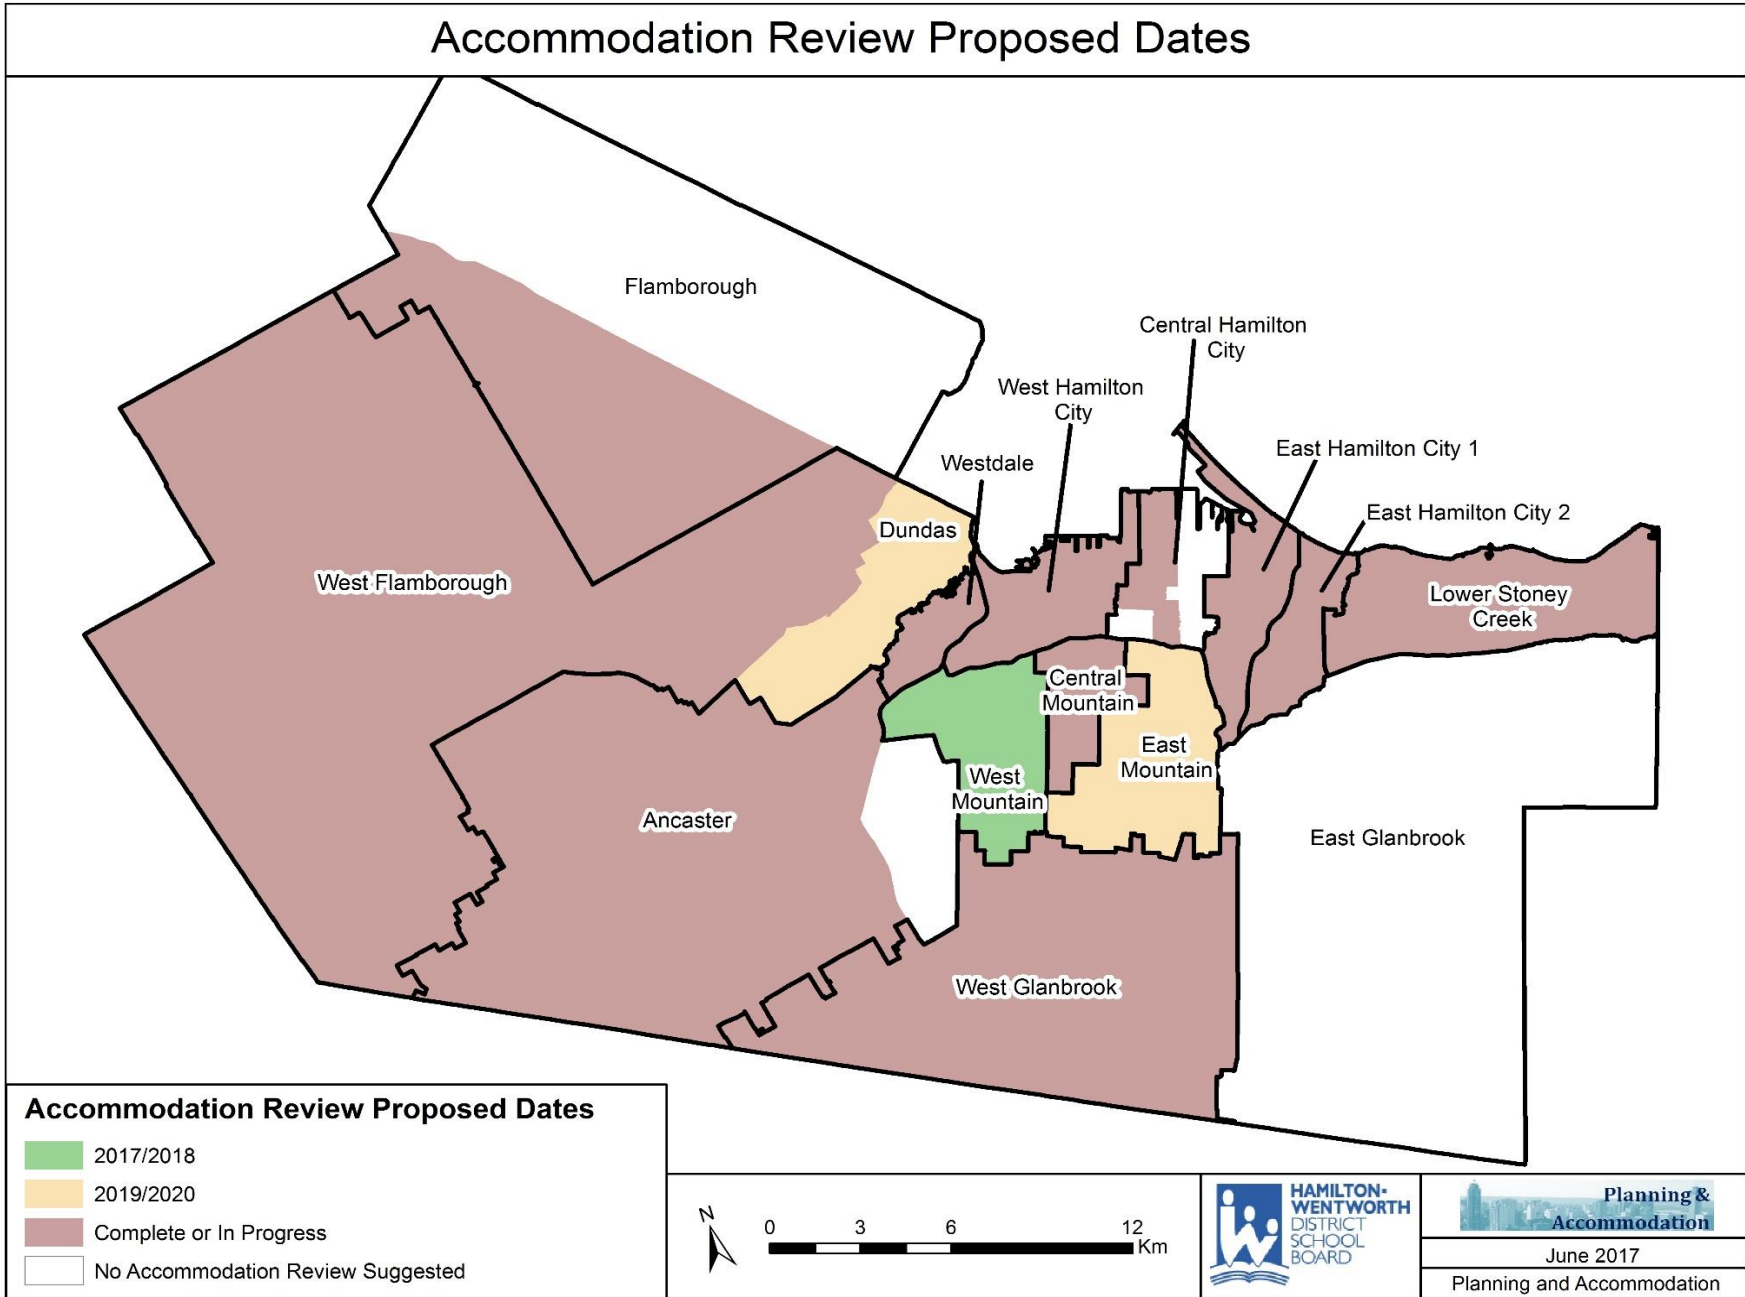 Accommodation Review Proposed Dates
Flamborough
Central Hamilton
City
West Hamilton
City
Westdale
East Hamilton City 1
East Hamilton City 2
Dundas
West Flamborough
Lower Stoney
Creek
Central
Mountain
East
Mountain
West
Mountain
Ancaster
East Glanbrook
West Glanbrook
Accommodation Review Proposed Dates
2017/2018
2019/2020
Complete or In Progress
No Accommodation Review Suggested
N
0 3 6 12
Km
HAMILTON-
WENTWORTH
DISTRICT
SCHOOL
BOARD
Planning &
Accommodation
June 2017
Planning and Accommodation